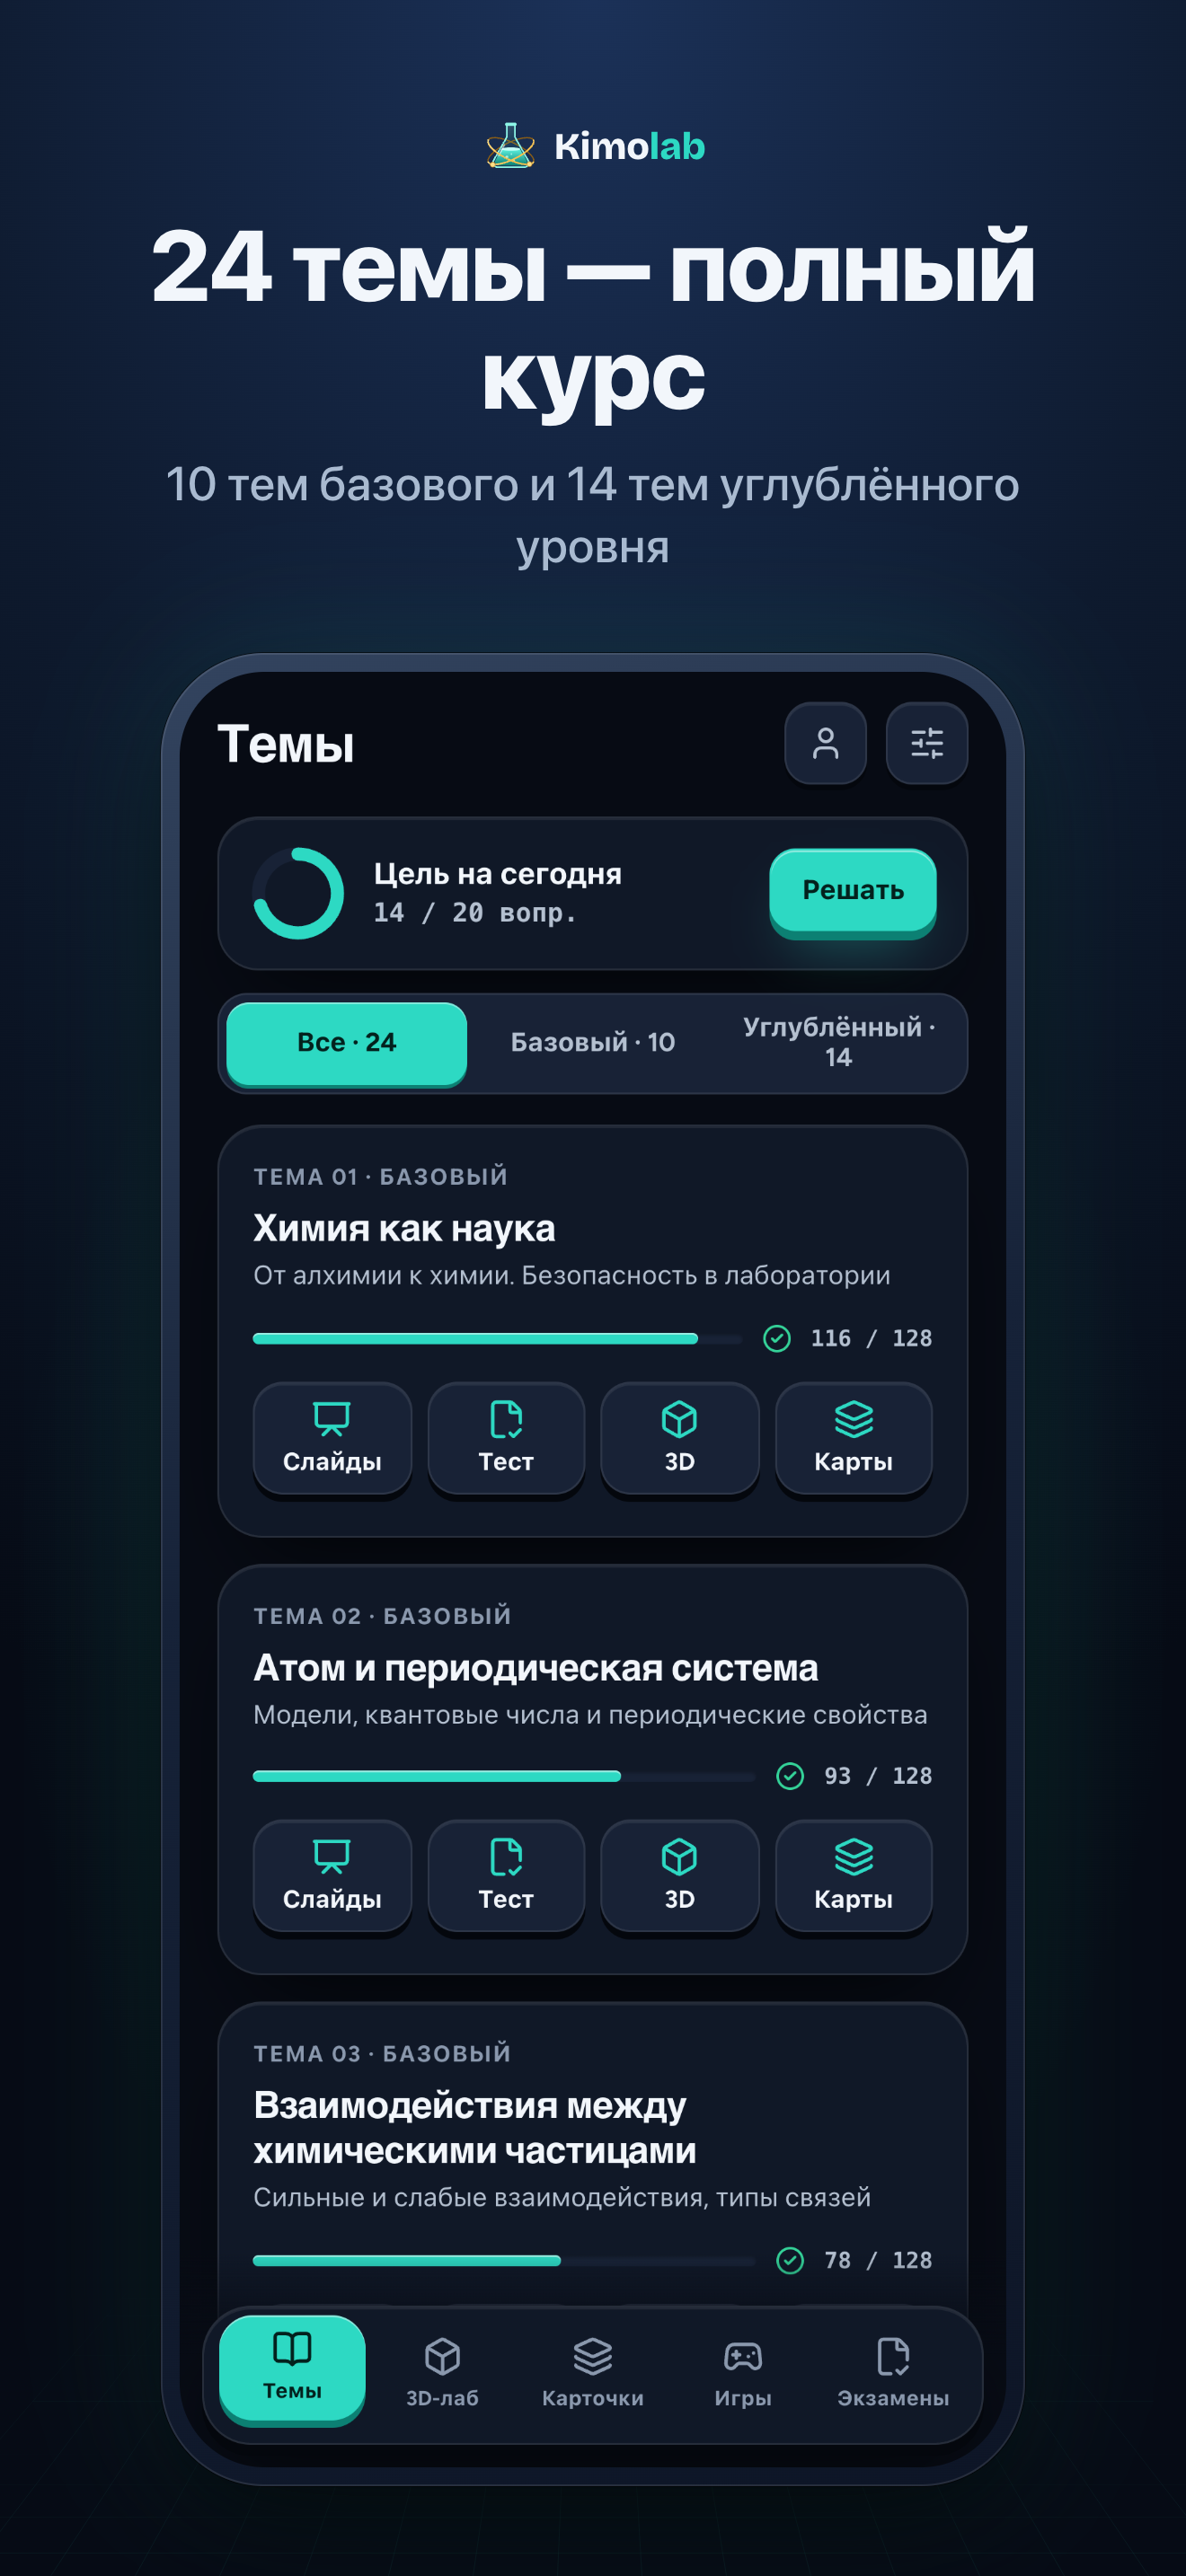 Kimolab
24 темы — полный
курс
10 тем базового и 14 тем углублённого
уровня
Темы
Цель на сегодня
14 / 20 вопр.
Решать
Все · 24
Базовый · 10
Углублённый ·
14
ТЕМА 01 · БАЗОВЫЙ
Химия как наука
От алхимии к химии. Безопасность в лаборатории
116 / 128
Слайды
Тест
3D
Карты
ТЕМА 02 · БАЗОВЫЙ
Атом и периодическая система
Модели, квантовые числа и периодические свойства
93 / 128
Слайды
Тест
3D
Карты
ТЕМА 03 · БАЗОВЫЙ
Взаимодействия между
химическими частицами
Сильные и слабые взаимодействия, типы связей
78 / 128
Темы
3D-лаб
Карточки
Игры
Экзамены